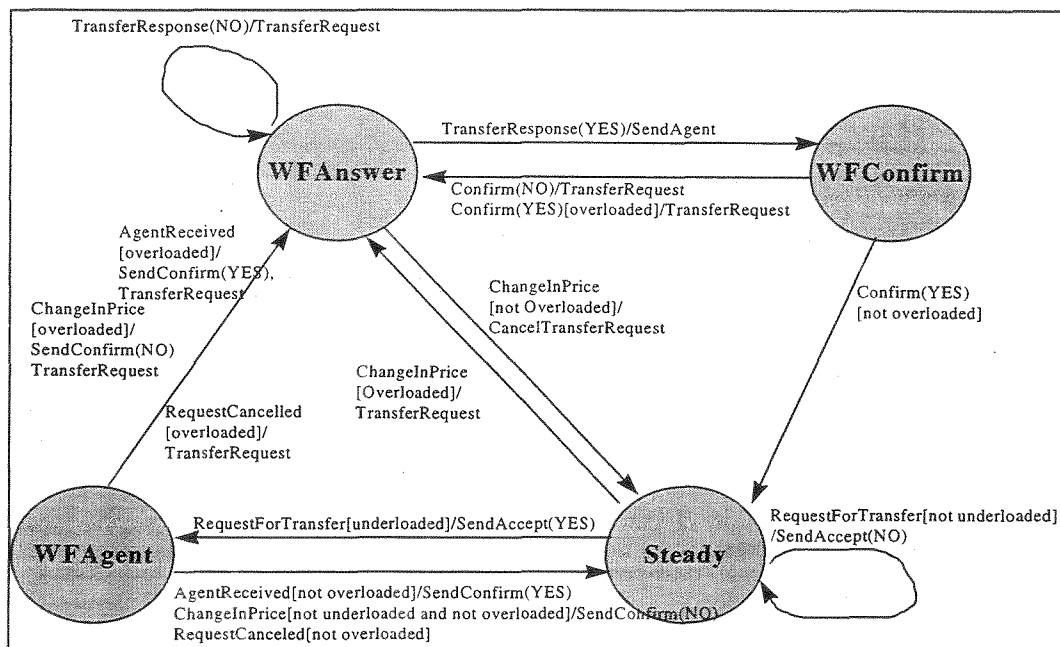 TransferResponse(NO)/TransferRequest
TransferResponse(YES)/SendAgent
WFAnswer
WFConfirm
Confirm(NO)/TransferRequest
Confirm(YES)[overloaded]/TransferRequest
AgentReceived
[overloaded]/
SendConfirm(YES),
TransferRequest
ChangeInPrice
[overloaded]/
SendConfirm(NO)
TransferRequest
ChangeInPrice
[not Overloaded]/
CancelTransferRequest
Confirm(YES)
[not overloaded]
ChangeInPrice
[Overloaded]/
TransferRequest
RequestCancelled
[overloaded]/
TransferRequest
RequestForTransfer[underloaded]/SendAccept(YES)
RequestForTransfer[not underloaded]
/SendAccept(NO)
WFAgent
Steady
AgentReceived[not overloaded]/SendConfirm(YES)
ChangeInPrice[not underloaded and not overloaded]/SendConfirm(NO)
RequestCanceled[not overloaded]